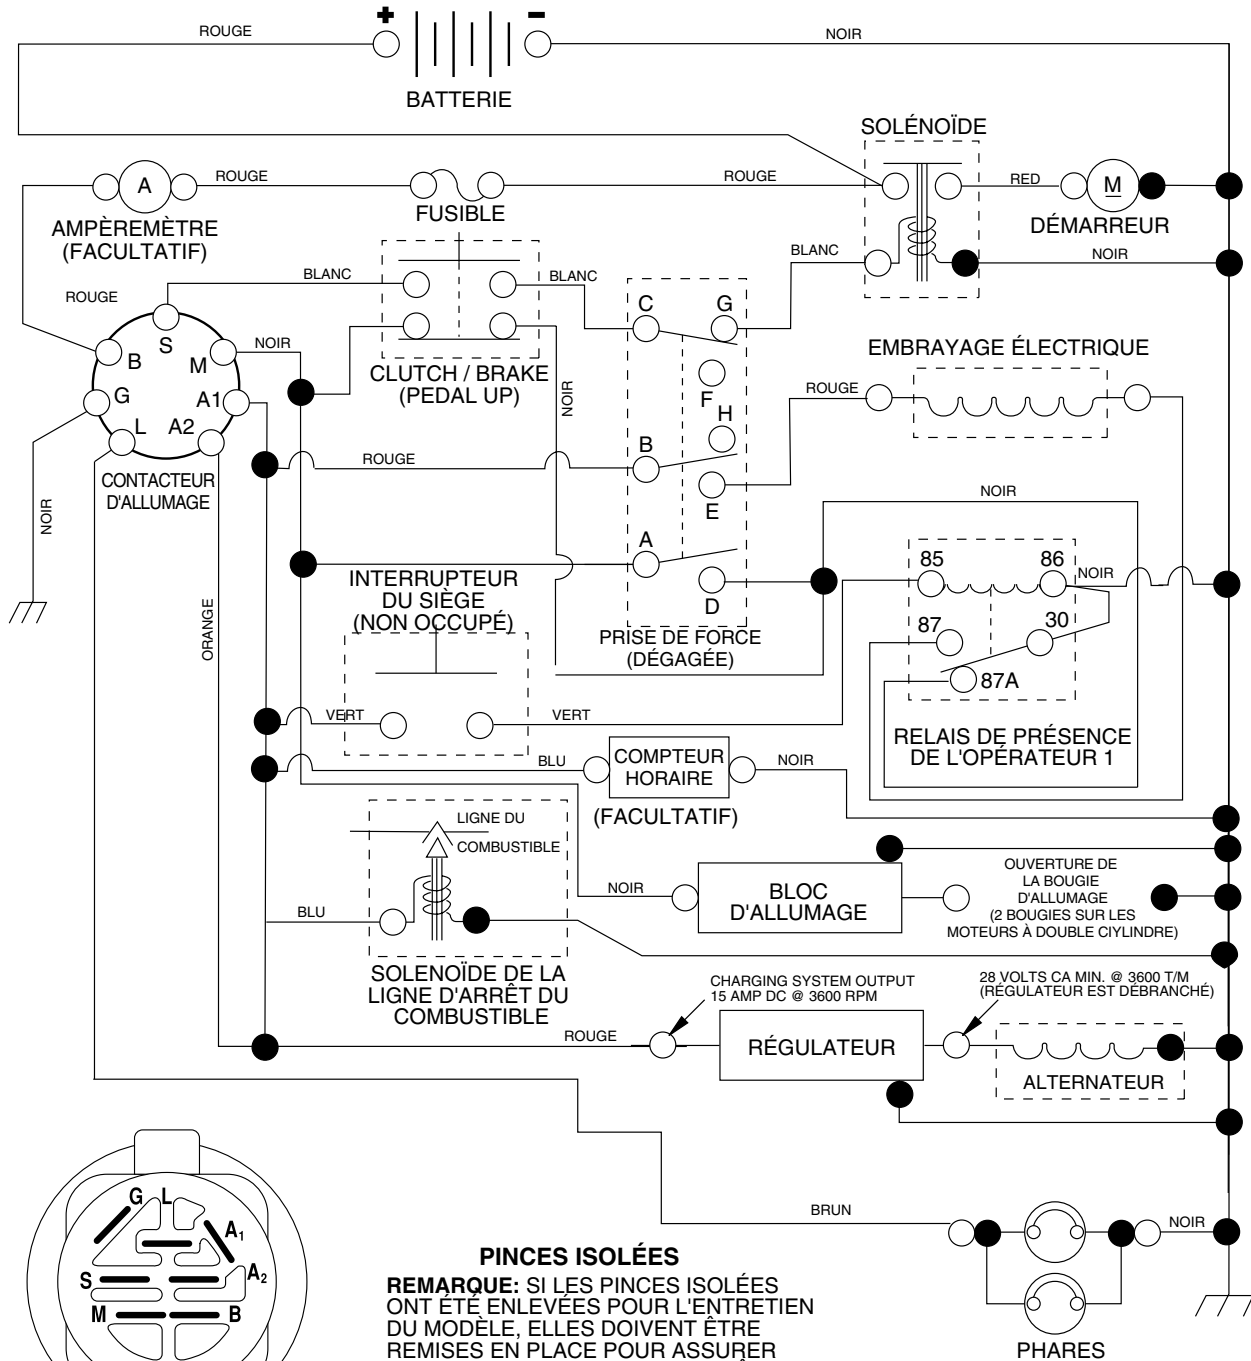 + -
ROUGE
NOIR
BATTERIE
SOLÉNOÏDE
A
ROUGE
ROUGE
RED
M
FUSIBLE
AMPÈREMÈTRE
(FACULTATIF)
DÉMARREUR
BLANC
NOIR
BLANC
BLANC
ROUGE
C
G
S
B
M
NOIR
EMBRAYAGE ÉLECTRIQUE
CLUTCH / BRAKE
(PEDAL UP)
NOIR
F
ROUGE
G
A1
H
L
A2
B
ROUGE
CONTACTEUR
D'ALLUMAGE
NOIR
E
NOIR
A
85
86
NOIR
INTERRUPTEUR
DU SIÈGE
(NON OCCUPÉ)
D
ORANGE
87
30
PRISE DE FORCE
(DÉGAGÉE)
87A
VERT
VERT
RELAIS DE PRÉSENCE
DE L'OPÉRATEUR 1
BLU
COMPTEUR
HORAIRE
NOIR
(FACULTATIF)
LIGNE DU
COMBUSTIBLE
OUVERTURE DE
LA BOUGIE
D'ALLUMAGE
(2 BOUGIES SUR LES
MOTEURS À DOUBLE CIYLINDRE)
NOIR
BLOC
D'ALLUMAGE
BLU
SOLENOÏDE DE LA
LIGNE D'ARRÊT DU
COMBUSTIBLE
CHARGING SYSTEM OUTPUT
15 AMP DC @ 3600 RPM
28 VOLTS CA MIN. @ 3600 T/M
(RÉGULATEUR EST DÉBRANCHÉ)
ROUGE
RÉGULATEUR
ALTERNATEUR
BRUN
NOIR
G L
A1
S
A2
M
B
PHARES
PINCES ISOLÉES
REMARQUE: SI LES PINCES ISOLÉES
ONT ÉTÉ ENLEVÉES POUR L'ENTRETIEN
DU MODÈLE, ELLES DOIVENT ÊTRE
REMISES EN PLACE POUR ASSURER